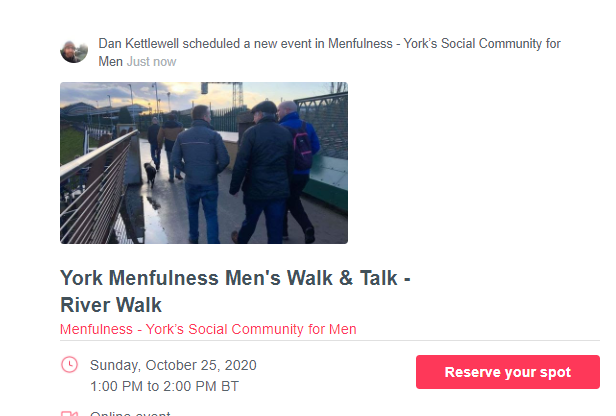 Dan Kettlewell scheduled a new event in Menfulness - York's Social Community for
Men Just now
York Menfulness Men's Walk & Talk -
River Walk
Menfulness - York's Social Community for Men
Sunday, October 25, 2020
1:00 PM to 2:00 PM BT
Reserve your spot
Online event